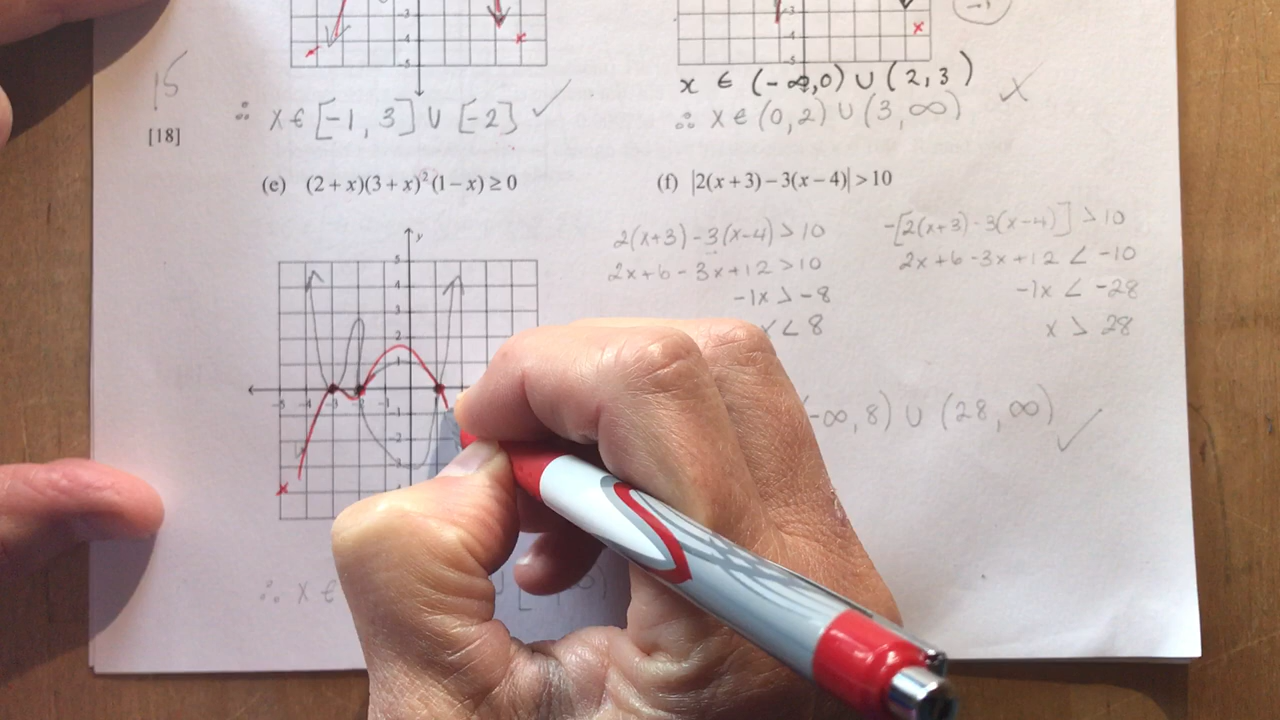 15
[18]
∴ x ∈ [-1, 3] ∪ [-2] ✓
x ∈ (-∞,0) ∪ (2,3)
∴ x ∈ (0,2) ∪ (3,∞)
(e) (2 + x)(3 + x)²(1 − x) ≥ 0
(f) |2(x + 3) − 3(x − 4)| > 10
2(x+3) -3(x-4) > 10
2x+6 - 3x+12 > 10
-1x > -8
x < 8
-[2(x+3) -3(x-4)] > 10
2x+6 -3x+12 < -10
-1x < -28
x > 28
-∞, 8) ∪ (28, ∞) ✓
y
5
4
3
2
1
-5 -4 -3 -2
-1
-2
-3
∴ x ∈